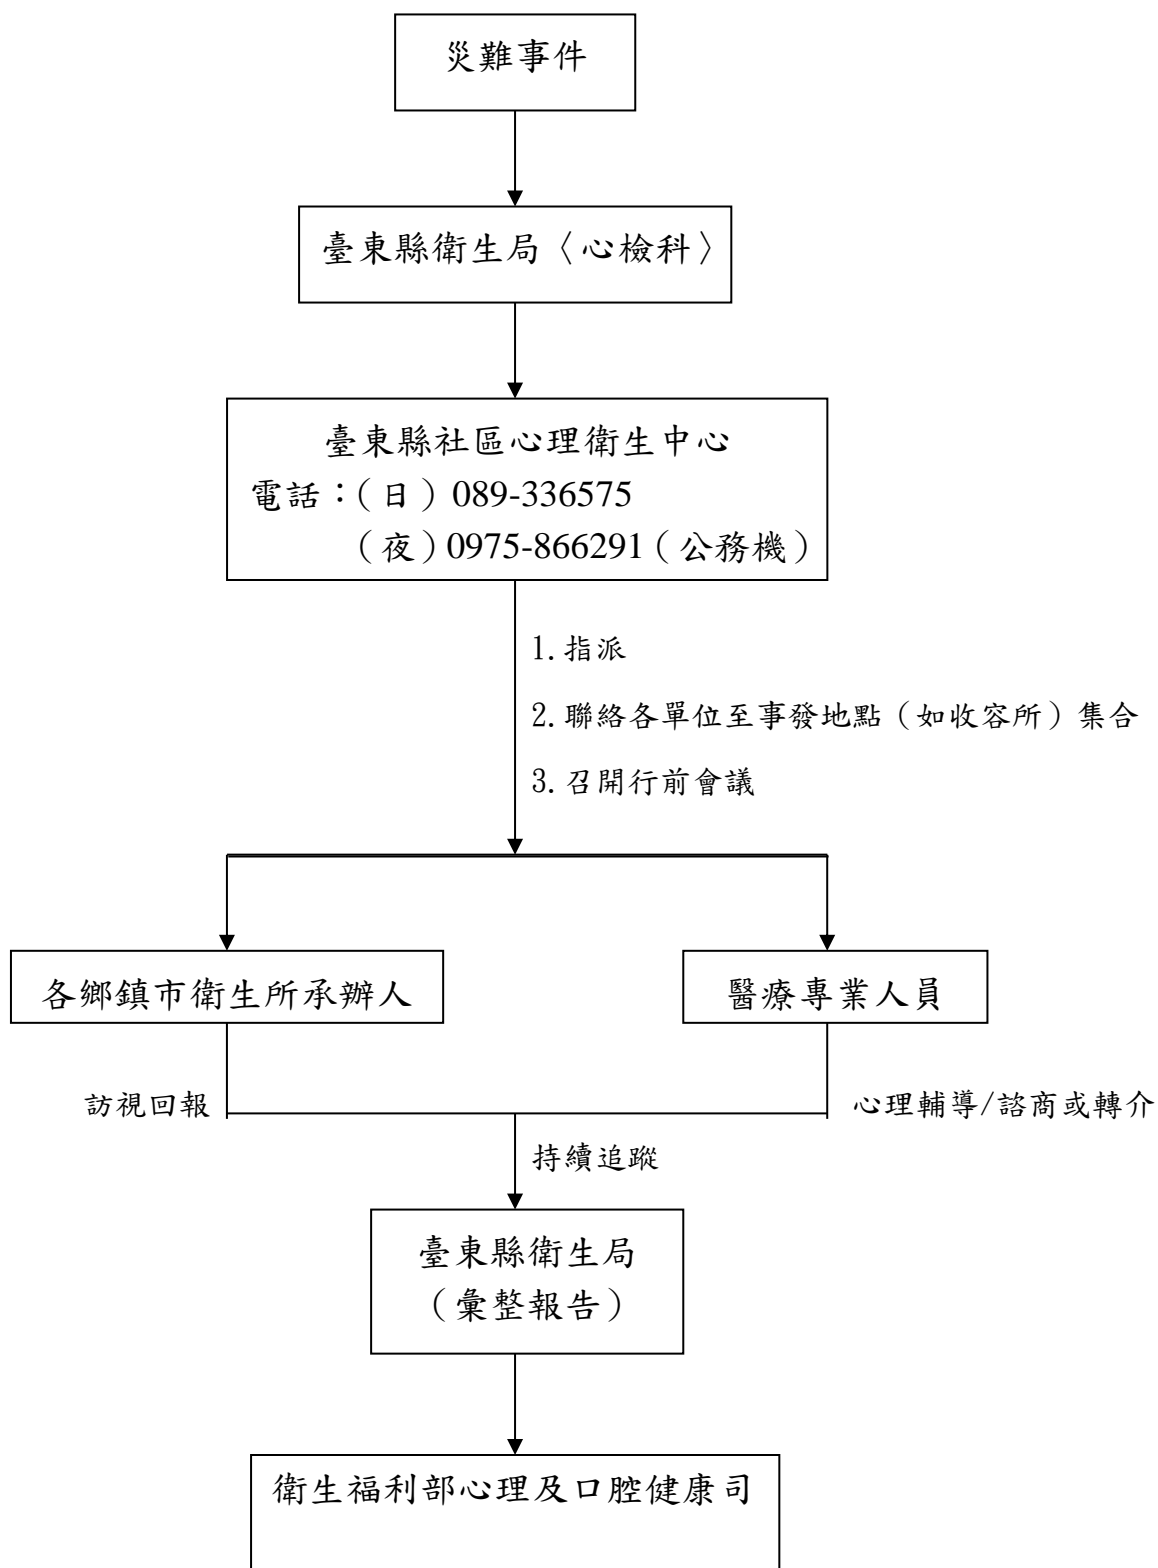 災難事件
臺東縣衛生局〈心檢科〉
臺東縣社區心理衛生中心
電話：（日）089-336575
（夜）0975-866291（公務機）
1.指派
2.聯絡各單位至事發地點（如收容所）集合
3.召開行前會議
各鄉鎮市衛生所承辦人
醫療專業人員
訪視回報
心理輔導/諮商或轉介
持續追蹤
臺東縣衛生局
（彙整報告）
衛生福利部心理及口腔健康司